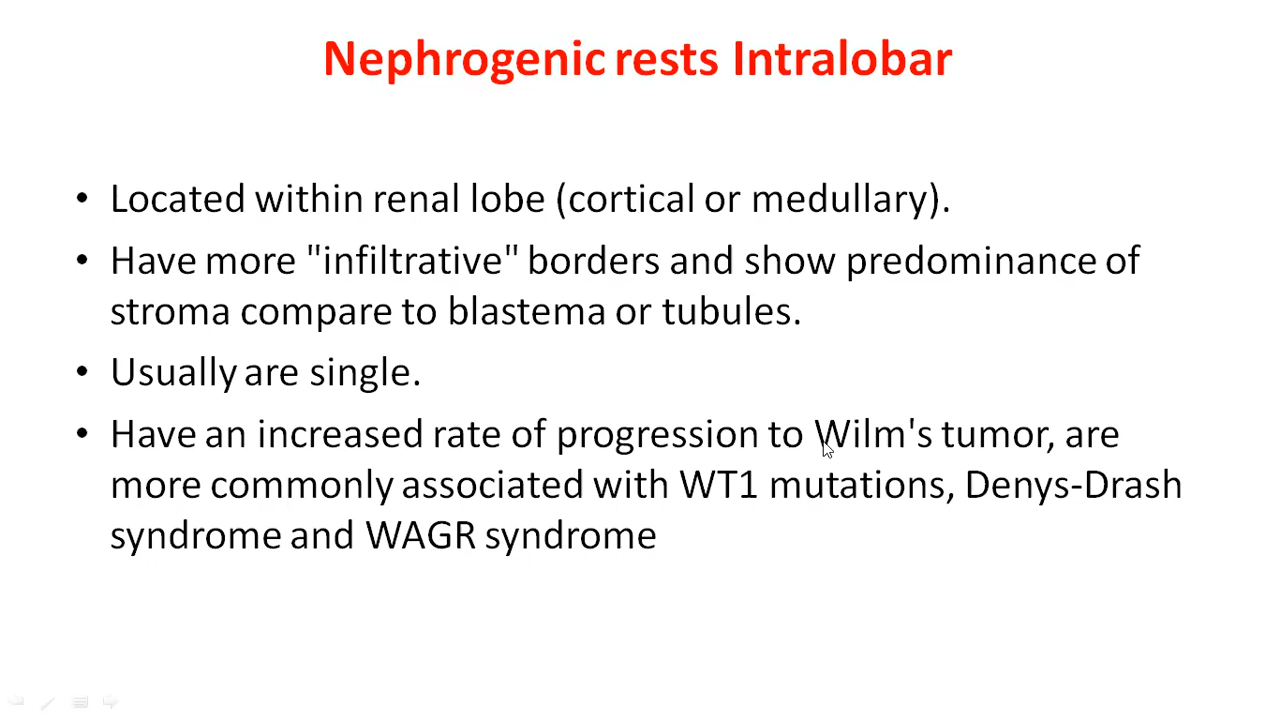 Nephrogenic rests Intralobar
• Located within renal lobe (cortical or medullary).
• Have more "infiltrative" borders and show predominance of
stroma compare to blastema or tubules.
• Usually are single.
• Have an increased rate of progression to Wilm's tumor, are
more commonly associated with WT1 mutations, Denys-Drash
syndrome and WAGR syndrome